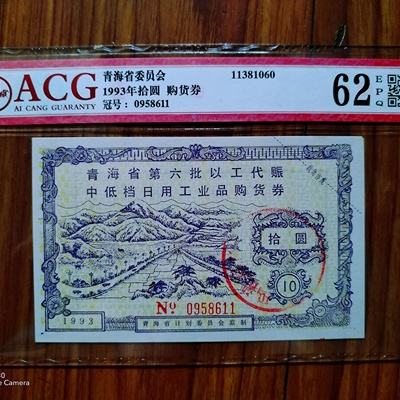 ACG
AI CANG GUARANTY
青海省委员会
1993年拾圆 购货券
冠号：0958611
11381060
62
EPQ
青海省第六批以工代赈
中低档日用工业品购货券
拾圆
10
Nº 0958611
1993
青海省计划委员会监制
Camera